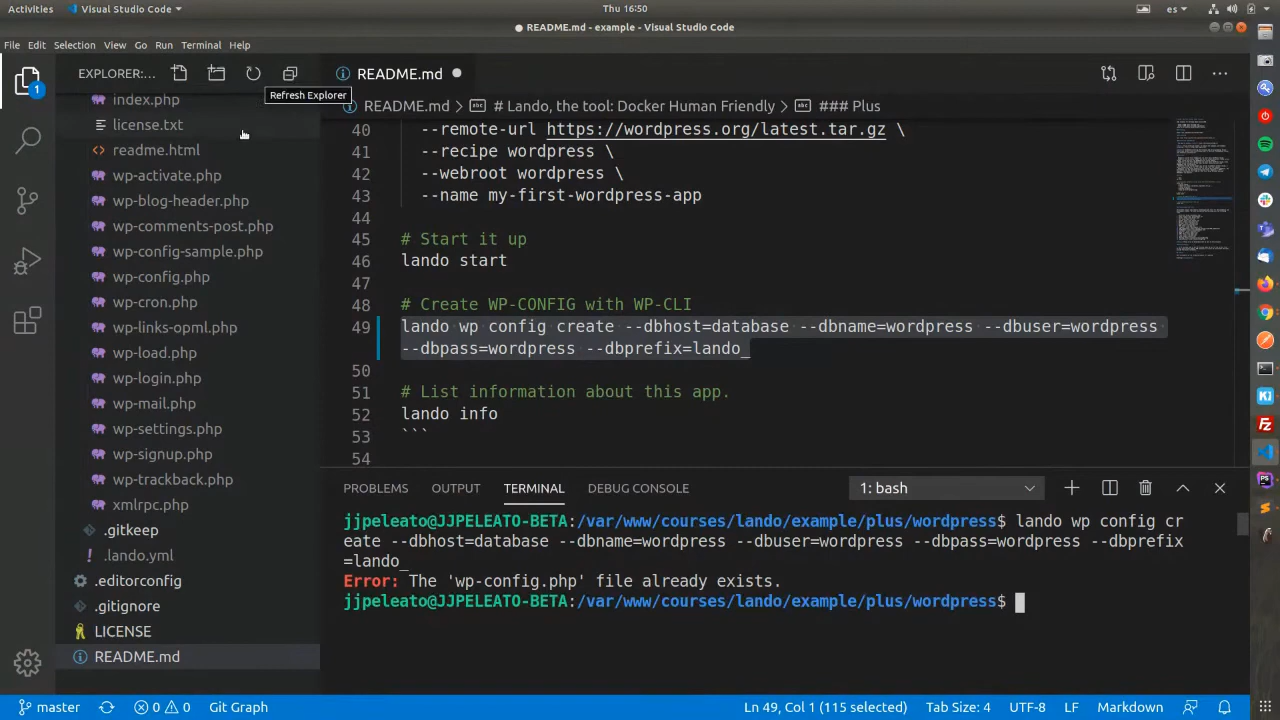 Activities
Visual Studio Code
Thu 16:50
es
README.md - example - Visual Studio Code
File Edit Selection View Go Run Terminal Help
EXPLORER:...
README.md
1
Refresh Explorer
README.md > # Lando, the tool: Docker Human Friendly > ### Plus
index.php
license.txt
readme.html
wp-activate.php
wp-blog-header.php
wp-comments-post.php
wp-config-sample.php
wp-config.php
wp-cron.php
wp-links-opml.php
wp-load.php
wp-login.php
wp-mail.php
wp-settings.php
wp-signup.php
wp-trackback.php
xmlrpc.php
.gitkeep
.lando.yml
.editorconfig
.gitignore
LICENSE
README.md
40 --remote-url https://wordpress.org/latest.tar.gz \
41 --recipe wordpress \
42 --webroot wordpress \
43 --name my-first-wordpress-app
44
45 # Start it up
46 lando start
47
48 # Create WP-CONFIG with WP-CLI
49 lando wp config create --dbhost=database --dbname=wordpress --dbuser=wordpress
--dbpass=wordpress --dbprefix=lando_
50
51 # List information about this app.
52 lando info
53 ```
54
PROBLEMS OUTPUT TERMINAL DEBUG CONSOLE
1: bash
jjpeleato@JJPELEATO-BETA:/var/www/courses/lando/example/plus/wordpress$ lando wp config cr
eate --dbhost=database --dbname=wordpress --dbuser=wordpress --dbpass=wordpress --dbprefix
=lando_
Error: The 'wp-config.php' file already exists.
jjpeleato@JJPELEATO-BETA:/var/www/courses/lando/example/plus/wordpress$
master
0
0
Git Graph
Ln 49, Col 1 (115 selected)
Tab Size: 4
UTF-8
LF
Markdown